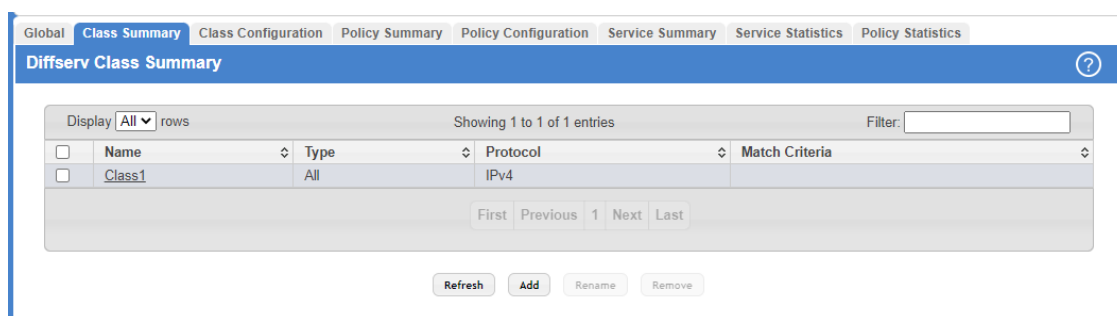 Global Class Summary Class Configuration Policy Summary Policy Configuration Service Summary Service Statistics Policy Statistics
Diffserv Class Summary ?
Display All rows Showing 1 to 1 of 1 entries Filter:
Name Type Protocol Match Criteria
Class1 All IPv4
First Previous 1 Next Last
Refresh Add Rename Remove